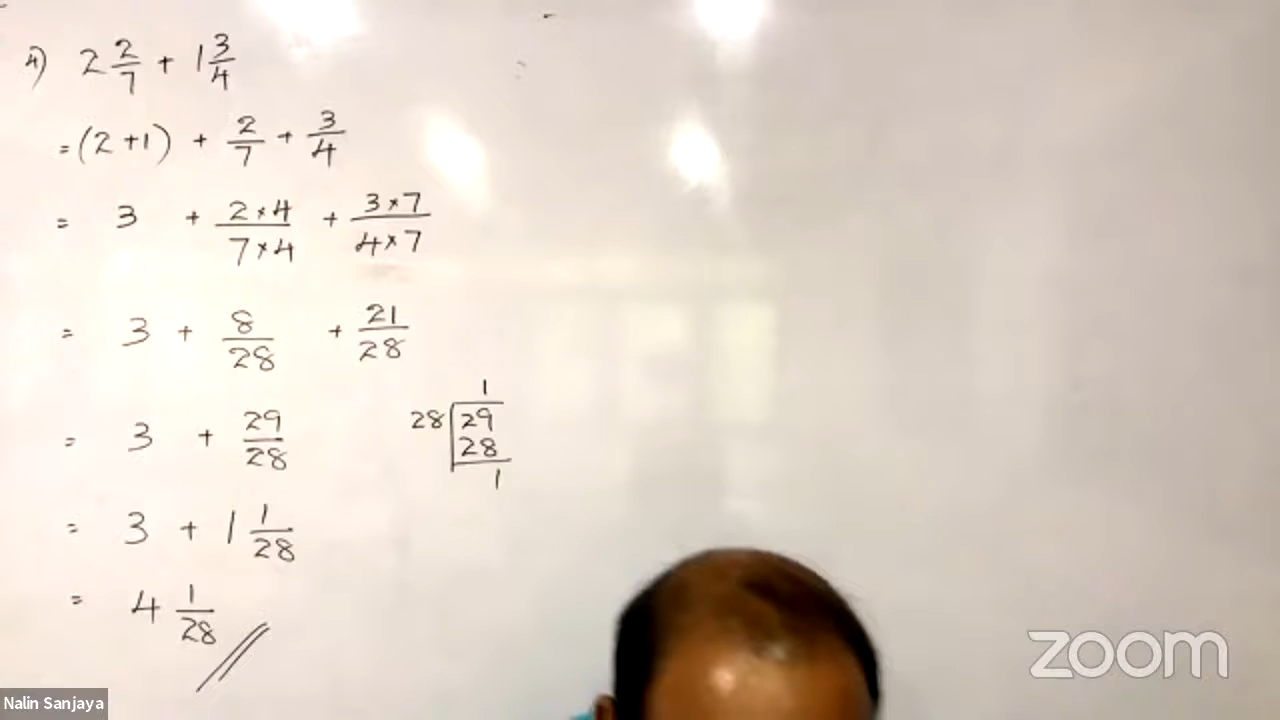 4) 2 2/7 + 1 3/4
= (2+1) + 2/7 + 3/4
= 3 + 2×4/7×4 + 3×7/4×7
= 3 + 8/28 + 21/28
= 3 + 29/28
1
28 29
28
1
= 3 + 1 1/28
= 4 1/28
zoom
Nalin Sanjaya